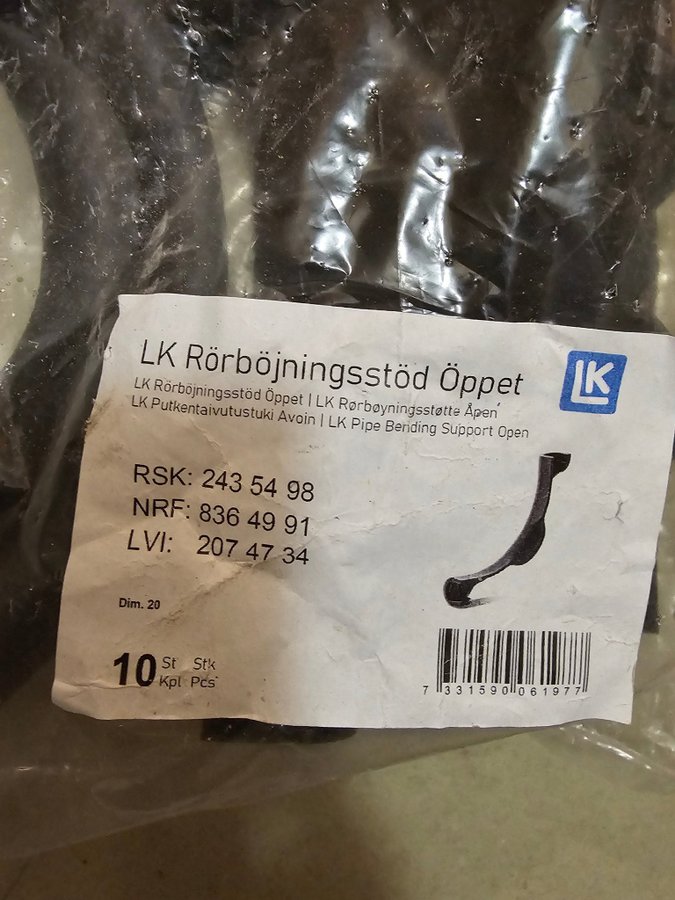 LK Rörböjningsstöd Öppet
LK
LK Rörböjningsstöd Öppet | LK Rørbøyningsstøtte Åpen
LK Putkentaivutustuki Avoin | LK Pipe Bending Support Open
RSK: 243 54 98
NRF: 836 49 91
LVI: 207 47 34
Dim. 20
10 St Stk
Kpl Pcs
7 331590 061977